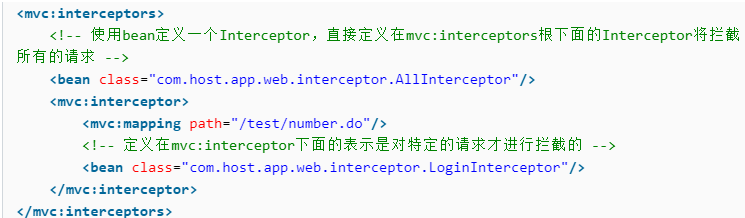 <mvc:interceptors>
<!-- 使用bean定义一个Interceptor，直接定义在mvc:interceptors根下面的Interceptor将拦截
所有的请求 -->
<bean class="com.host.app.web.interceptor.AllInterceptor"/>
<mvc:interceptor>
<mvc:mapping path="/test/number.do"/>
<!-- 定义在mvc:interceptor下面的表示是对特定的请求才进行拦截的 -->
<bean class="com.host.app.web.interceptor.LoginInterceptor"/>
</mvc:interceptor>
</mvc:interceptors>